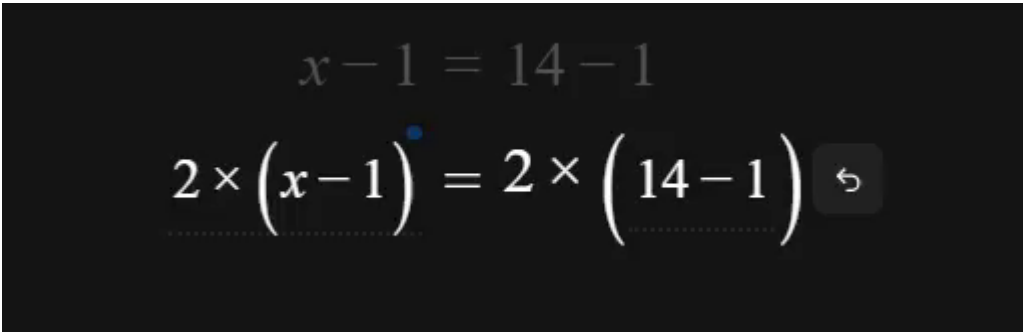 x − 1 = 14 − 1
2 × (x − 1) = 2 × (14 − 1)